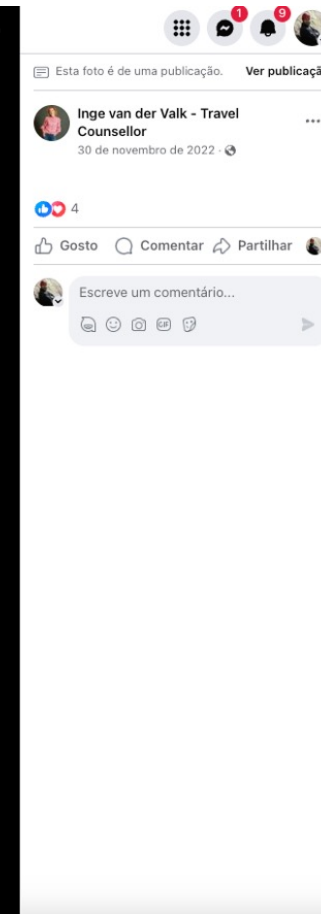 1
9
Esta foto é de uma publicação. Ver publicaçã
Inge van der Valk - Travel
Counsellor
30 de novembro de 2022 ·
4
Gosto Comentar Partilhar
Escreve um comentário...
GIF